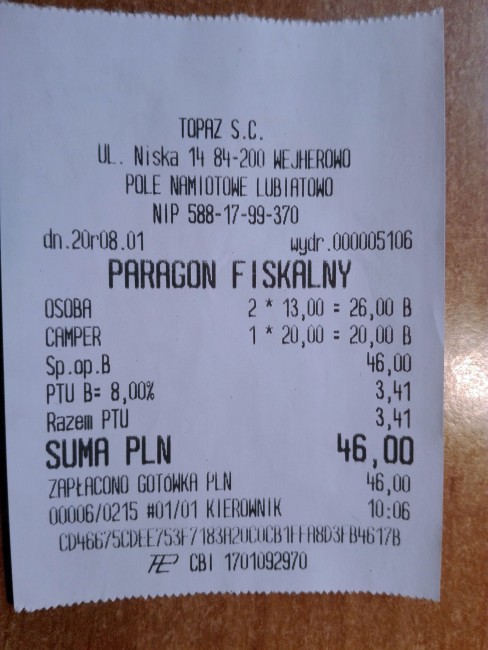 TOPAZ S.C.
UL. Niska 14 84-200 WEJHEROWO
POLE NAMIOTOWE LUBIATOWO
NIP 588-17-99-370
dn.20r08.01 wydr.000005106
PARAGON FISKALNY
OSOBA 2 * 13,00 = 26,00 B
CAMPER 1 * 20,00 = 20,00 B
Sp.op.B 46,00
PTU B= 8,00% 3,41
Razem PTU 3,41
SUMA PLN 46,00
ZAPŁACONO GOTÓWKA PLN 46,00
00006/0215 #01/01 KIEROWNIK 10:06
CD46675CDEE753F7183A20C0CB1FFA8D3FB4617B
CBI 1701092970